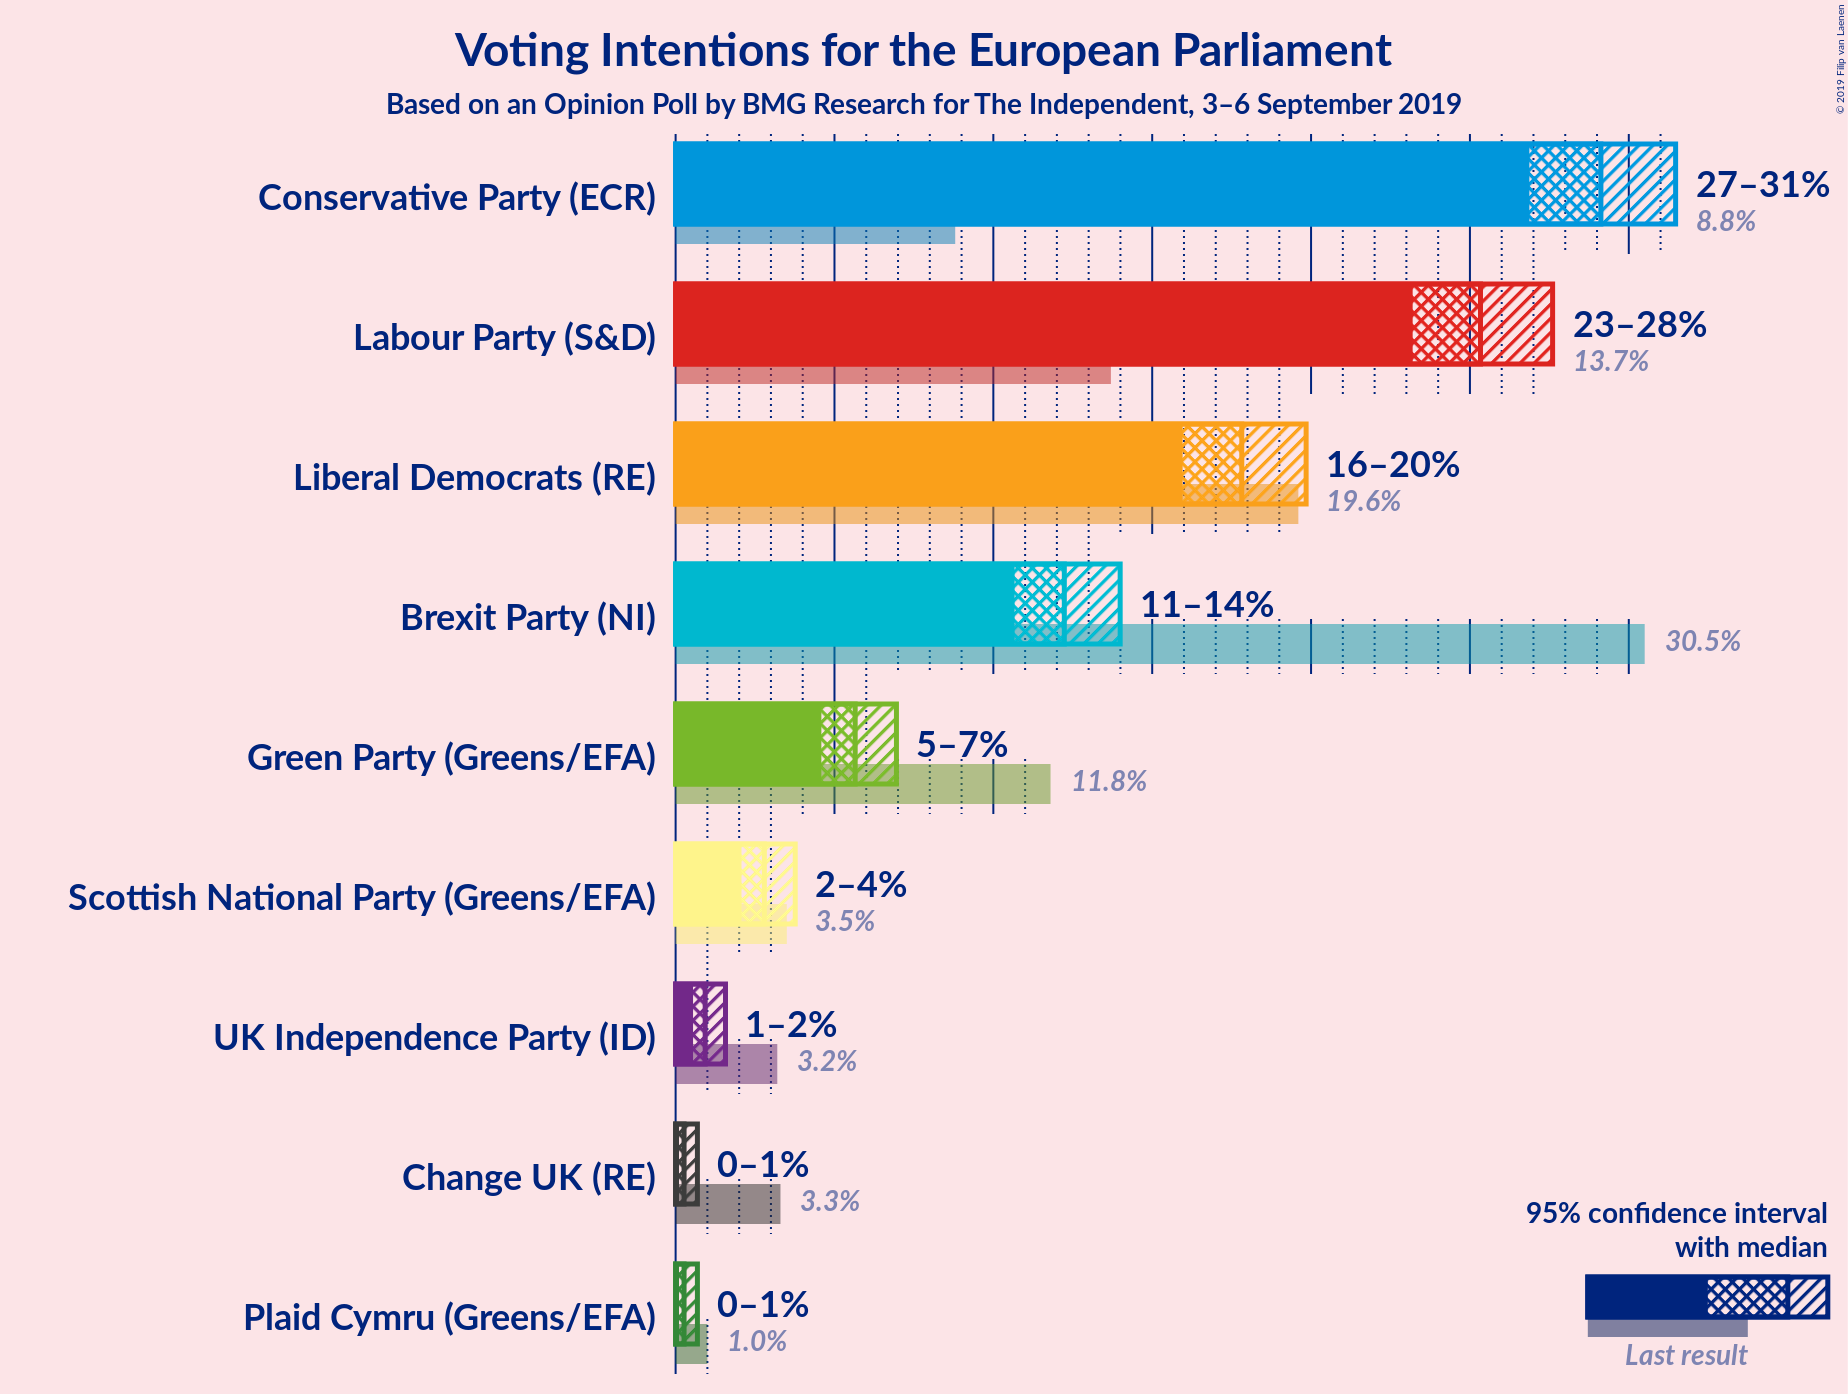 Voting Intentions for the European Parliament
Based on an Opinion Poll by BMG Research for The Independent, 3–6 September 2019
© 2019 Filip van Laenen
Conservative Party (ECR)
27–31%
8.8%
Labour Party (S&D)
23–28%
13.7%
Liberal Democrats (RE)
16–20%
19.6%
Brexit Party (NI)
11–14%
30.5%
Green Party (Greens/EFA)
5–7%
11.8%
Scottish National Party (Greens/EFA)
2–4%
3.5%
UK Independence Party (ID)
1–2%
3.2%
Change UK (RE)
0–1%
3.3%
Plaid Cymru (Greens/EFA)
0–1%
1.0%
95% confidence interval
with median
Last result